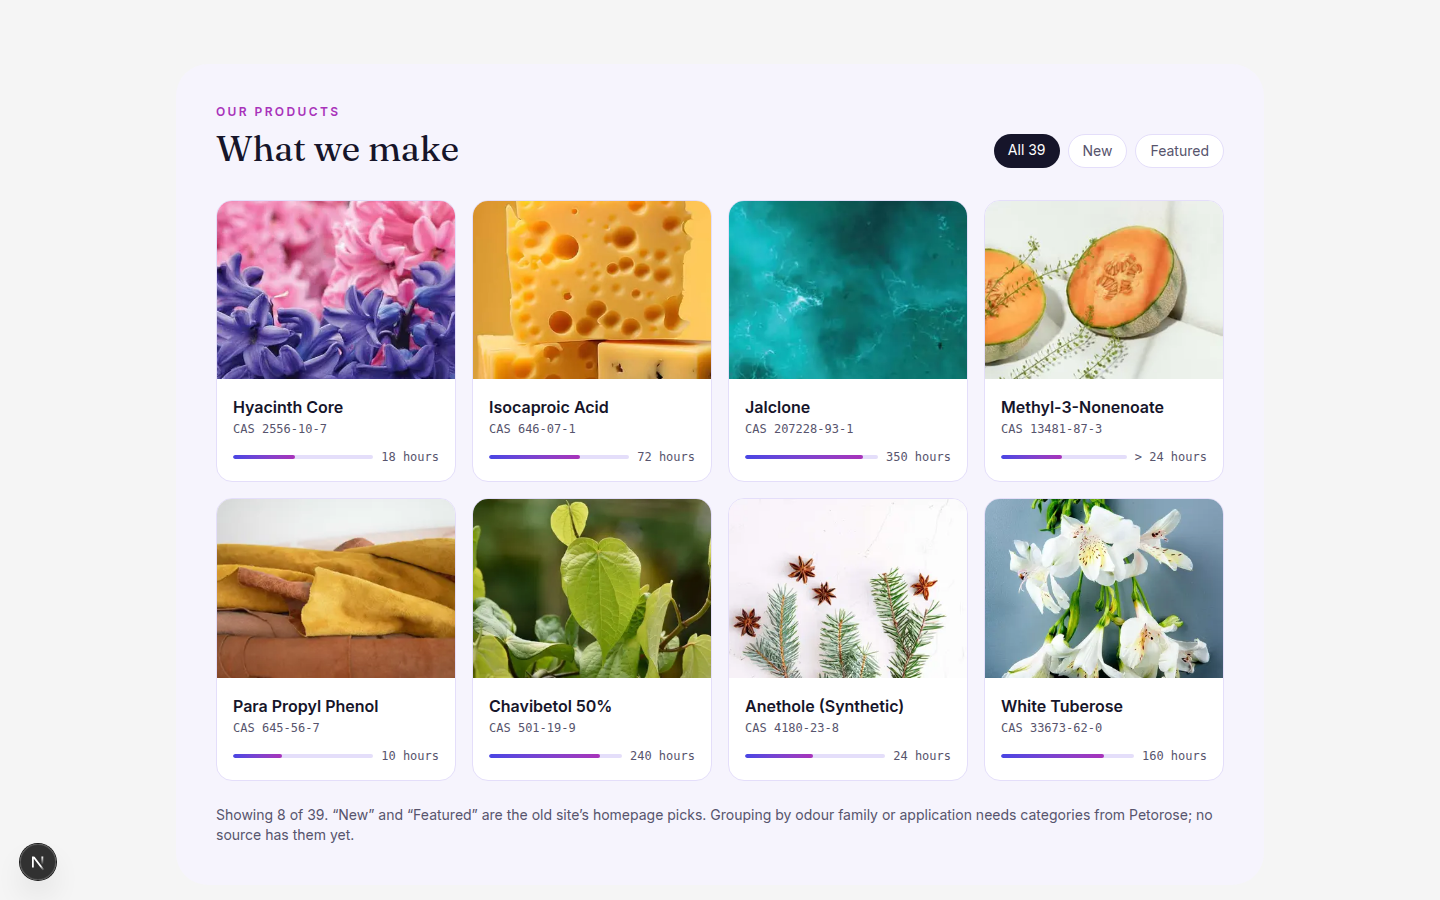 OUR PRODUCTS
What we make
All 39
New
Featured
Hyacinth Core
CAS 2556-10-7
18 hours
Isocaproic Acid
CAS 646-07-1
72 hours
Jalclone
CAS 207228-93-1
350 hours
Methyl-3-Nonenoate
CAS 13481-87-3
> 24 hours
Para Propyl Phenol
CAS 645-56-7
10 hours
Chavibetol 50%
CAS 501-19-9
240 hours
Anethole (Synthetic)
CAS 4180-23-8
24 hours
White Tuberose
CAS 33673-62-0
160 hours
Showing 8 of 39. “New” and “Featured” are the old site’s homepage picks. Grouping by odour family or application needs categories from Petorose; no
source has them yet.
N